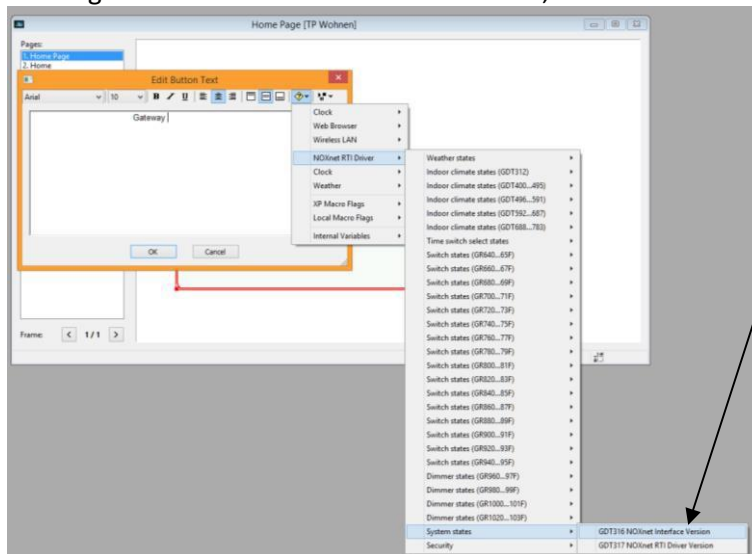 Home Page [TP Wohnen]
Pages:
1. Home Page
2. Home
Edit Button Text
Arial 10 B I U
Gateway
OK Cancel
Frame: < 1/1 >
Clock
Web Browser
Wireless LAN
NOXnet RTI Driver
Clock
Weather
XP Macro Flags
Local Macro Flags
Internal Variables
Weather states
Indoor climate states (GDT312)
Indoor climate states (GDT400...495)
Indoor climate states (GDT496...591)
Indoor climate states (GDT592...687)
Indoor climate states (GDT688...783)
Time switch select states
Switch states (GR640...65F)
Switch states (GR660...67F)
Switch states (GR680...69F)
Switch states (GR700...71F)
Switch states (GR720...73F)
Switch states (GR740...75F)
Switch states (GR760...77F)
Switch states (GR780...79F)
Switch states (GR800...81F)
Switch states (GR820...83F)
Switch states (GR840...85F)
Switch states (GR860...87F)
Switch states (GR880...89F)
Switch states (GR900...91F)
Switch states (GR920...93F)
Switch states (GR940...95F)
Dimmer states (GR960...97F)
Dimmer states (GR980...99F)
Dimmer states (GR1000...101F)
Dimmer states (GR1020...103F)
System states
Security
GDT316 NOXnet Interface Version
GDT317 NOXnet RTI Driver Version